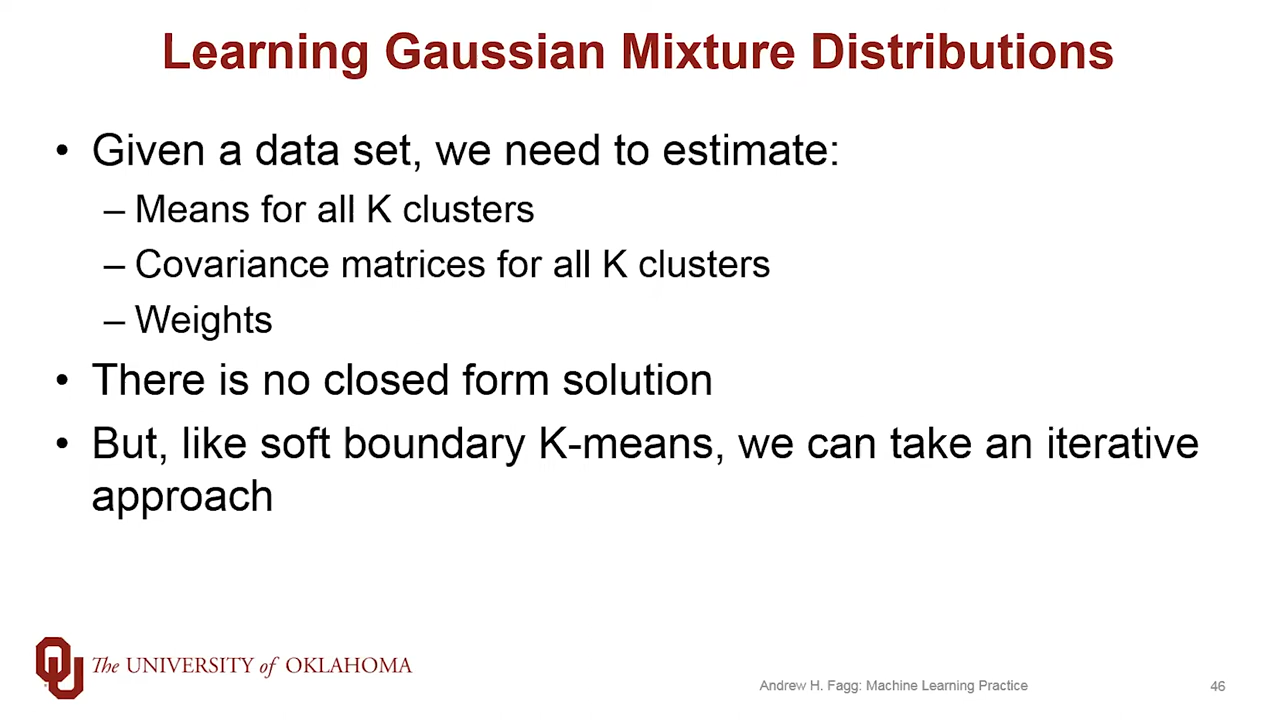 Learning Gaussian Mixture Distributions
• Given a data set, we need to estimate:
– Means for all K clusters
– Covariance matrices for all K clusters
– Weights
• There is no closed form solution
• But, like soft boundary K-means, we can take an iterative
approach
The UNIVERSITY of OKLAHOMA
Andrew H. Fagg: Machine Learning Practice
46